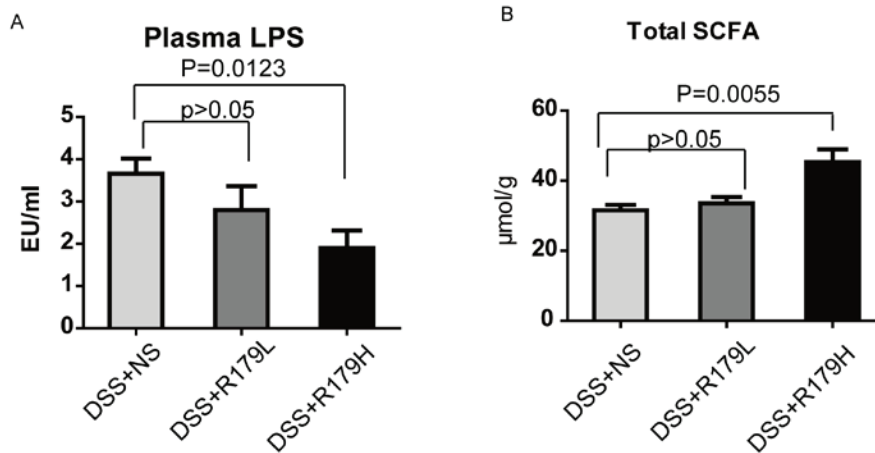 A
Plasma LPS
P=0.0123
p>0.05
5
4
3
2
1
0
EU/ml
DSS+NS
DSS+R179L
DSS+R179H
B
Total SCFA
P=0.0055
p>0.05
60
40
20
0
µmol/g
DSS+NS
DSS+R179L
DSS+R179H